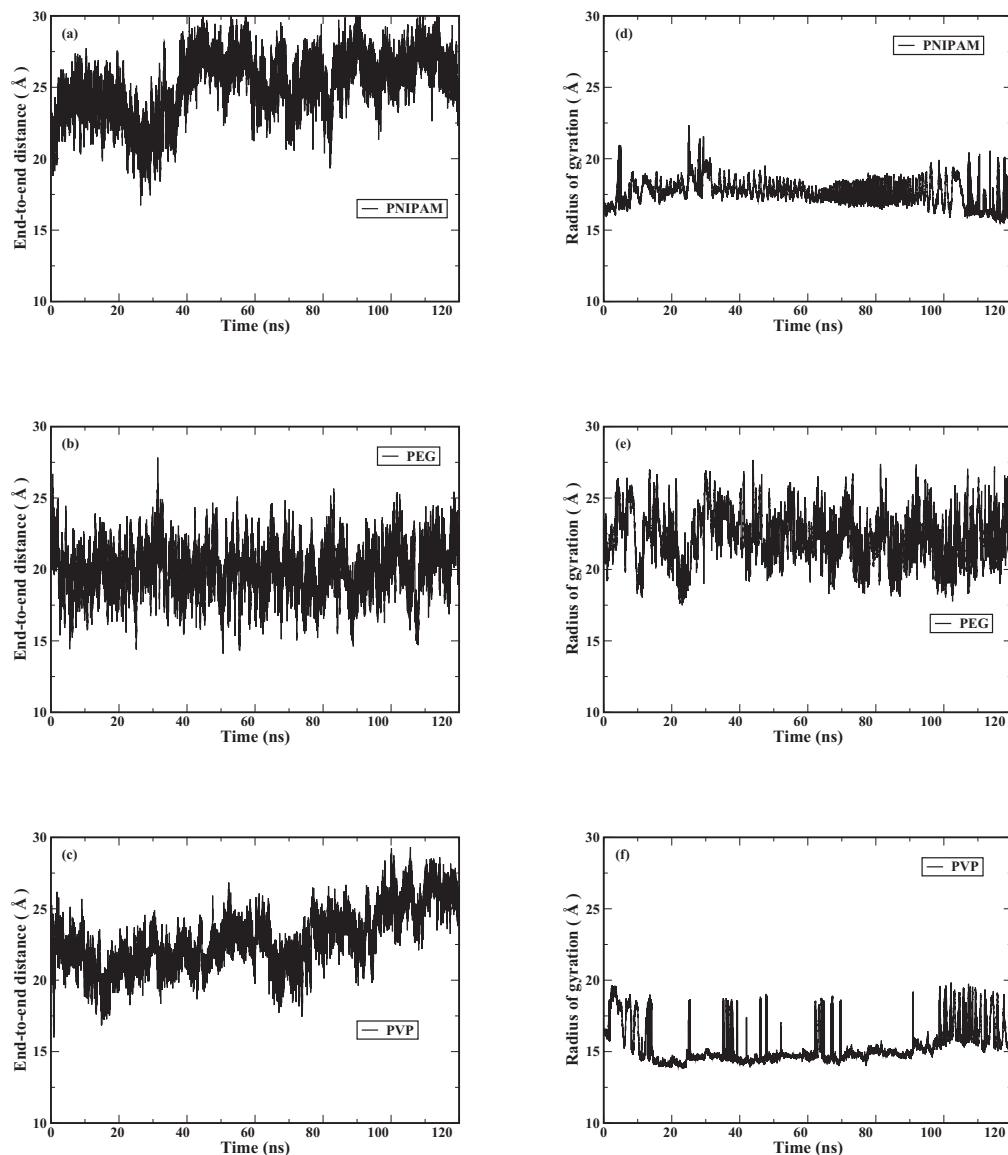 (a)
PNIPAM
End-to-end distance ( Å )
30
25
20
15
10
0 20 40 60 80 100 120
Time (ns)
(d)
PNIPAM
Radius of gyration ( Å )
30
25
20
15
10
0 20 40 60 80 100 120
Time (ns)
(b)
PEG
End-to-end distance ( Å )
30
25
20
15
10
0 20 40 60 80 100 120
Time (ns)
(e)
PEG
Radius of gyration ( Å )
30
25
20
15
10
0 20 40 60 80 100 120
Time (ns)
(c)
PVP
End-to-end distance ( Å )
30
25
20
15
10
0 20 40 60 80 100 120
Time (ns)
(f)
PVP
Radius of gyration ( Å )
30
25
20
15
10
0 20 40 60 80 100 120
Time (ns)